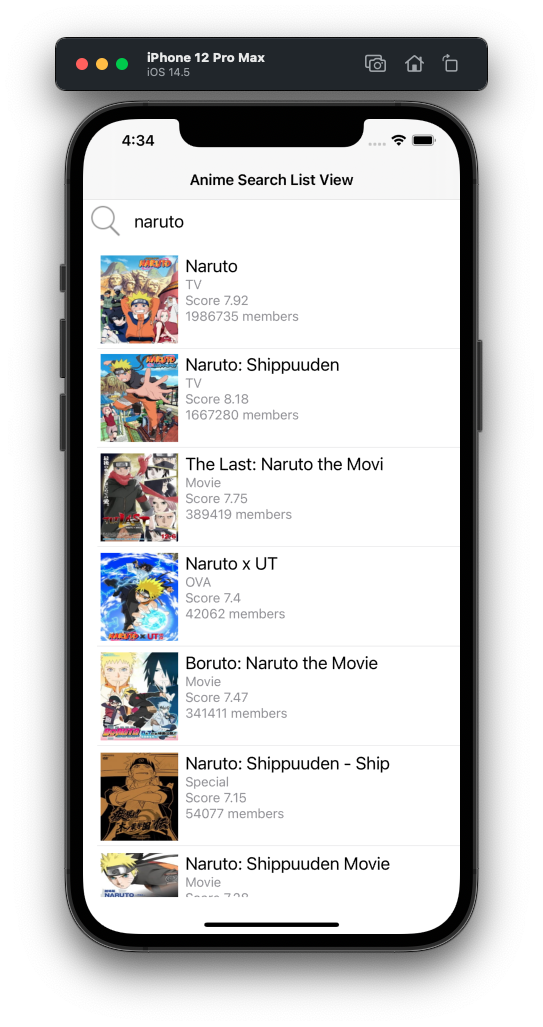 iPhone 12 Pro Max
iOS 14.5
4:34
Anime Search List View
naruto
Naruto
TV
Score 7.92
1986735 members
Naruto: Shippuuden
TV
Score 8.18
1667280 members
The Last: Naruto the Movi
Movie
Score 7.75
389419 members
Naruto x UT
OVA
Score 7.4
42062 members
Boruto: Naruto the Movie
Movie
Score 7.47
341411 members
Naruto: Shippuuden - Ship
Special
Score 7.15
54077 members
Naruto: Shippuuden Movie
Movie